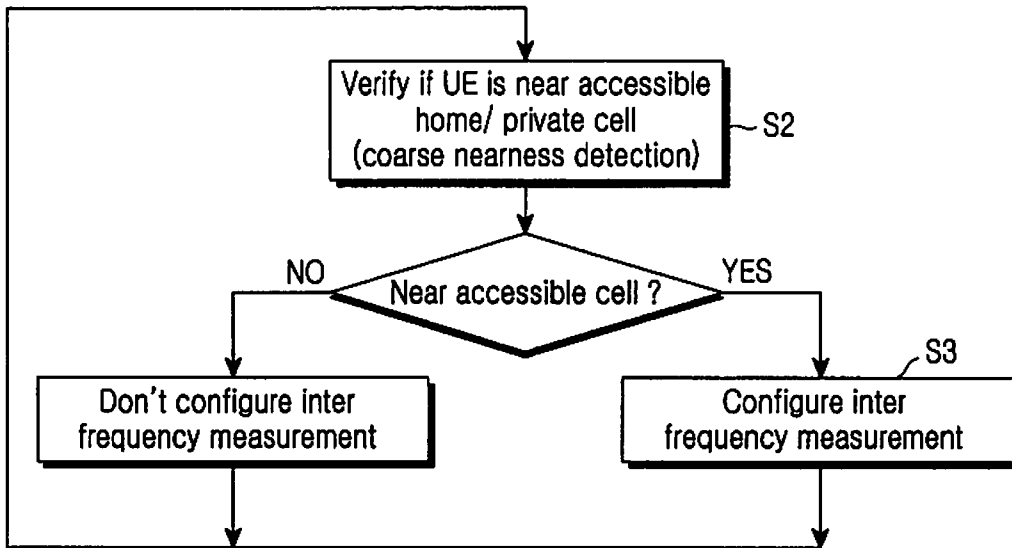 Verify if UE is near accessible
home/ private cell
(coarse nearness detection)
S2
NO
Near accessible cell ?
YES
S3
Don't configure inter
frequency measurement
Configure inter
frequency measurement